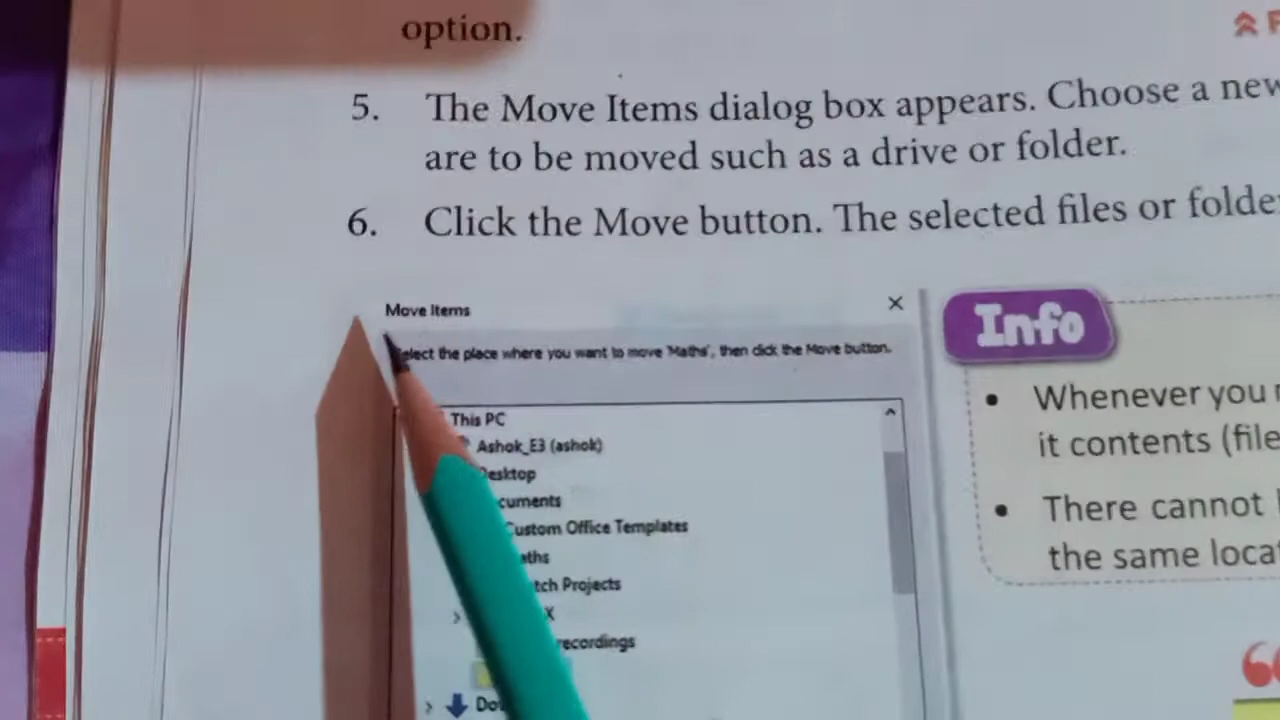 option.
5. The Move Items dialog box appears. Choose a new
are to be moved such as a drive or folder.
6. Click the Move button. The selected files or folde
Move Items
elect the place where you want to move 'Maths', then click the Move button.
This PC
Ashok_E3 (ashok)
Desktop
cuments
Custom Office Templates
aths
tch Projects
X
recordings
Do
Info
• Whenever you
it contents (file
• There cannot
the same loca